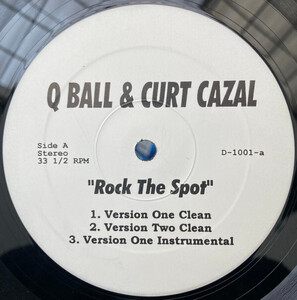 Q BALL & CURT CAZAL
Side A
Stereo
33 1/2 RPM
D-1001-a
"Rock The Spot"
1. Version One Clean
2. Version Two Clean
3. Version One Instrumental